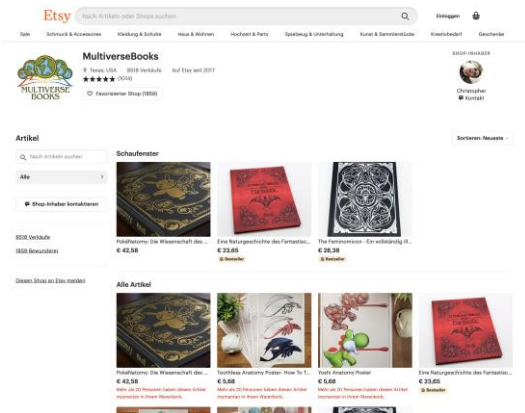 Etsy
Nach Artikeln oder Shops suchen
Einloggen
Sale
Schmuck & Accessoires
Kleidung & Schuhe
Haus & Wohnen
Hochzeit & Party
Spielzeug & Unterhaltung
Kunst & Sammlerstücke
Kreativbedarf
Geschenke
MULTIVERSE
BOOKS
MultiverseBooks
Texas, USA 8018 Verkäufe Auf Etsy seit 2017
(1014)
Favorisierter Shop (1859)
SHOP-INHABER
Christopher
Kontakt
Artikel
Sortieren: Neueste
Nach Artikeln suchen
Alle
Shop-Inhaber kontaktieren
8018 Verkäufe
1859 Bewunderer
Diesen Shop an Etsy melden
Schaufenster
PokéNatomy: Die Wissenschaft des ...
€ 42,58
Eine Naturgeschichte des Fantastisc...
€ 23,65
Bestseller
The Feminomicon - Ein vollständig ill...
€ 28,38
Bestseller
Alle Artikel
PokéNatomy: Die Wissenschaft des ...
€ 42,58
Mehr als 20 Personen haben diesen Artikel
momentan in ihrem Warenkorb.
Toothless Anatomy Poster- How To T...
€ 5,68
Mehr als 20 Personen haben diesen Artikel
momentan in ihrem Warenkorb.
Yoshi Anatomy Poster
€ 5,68
Mehr als 20 Personen haben diesen Artikel
momentan in ihrem Warenkorb.
Eine Naturgeschichte des Fantastisc...
€ 23,65
Bestseller